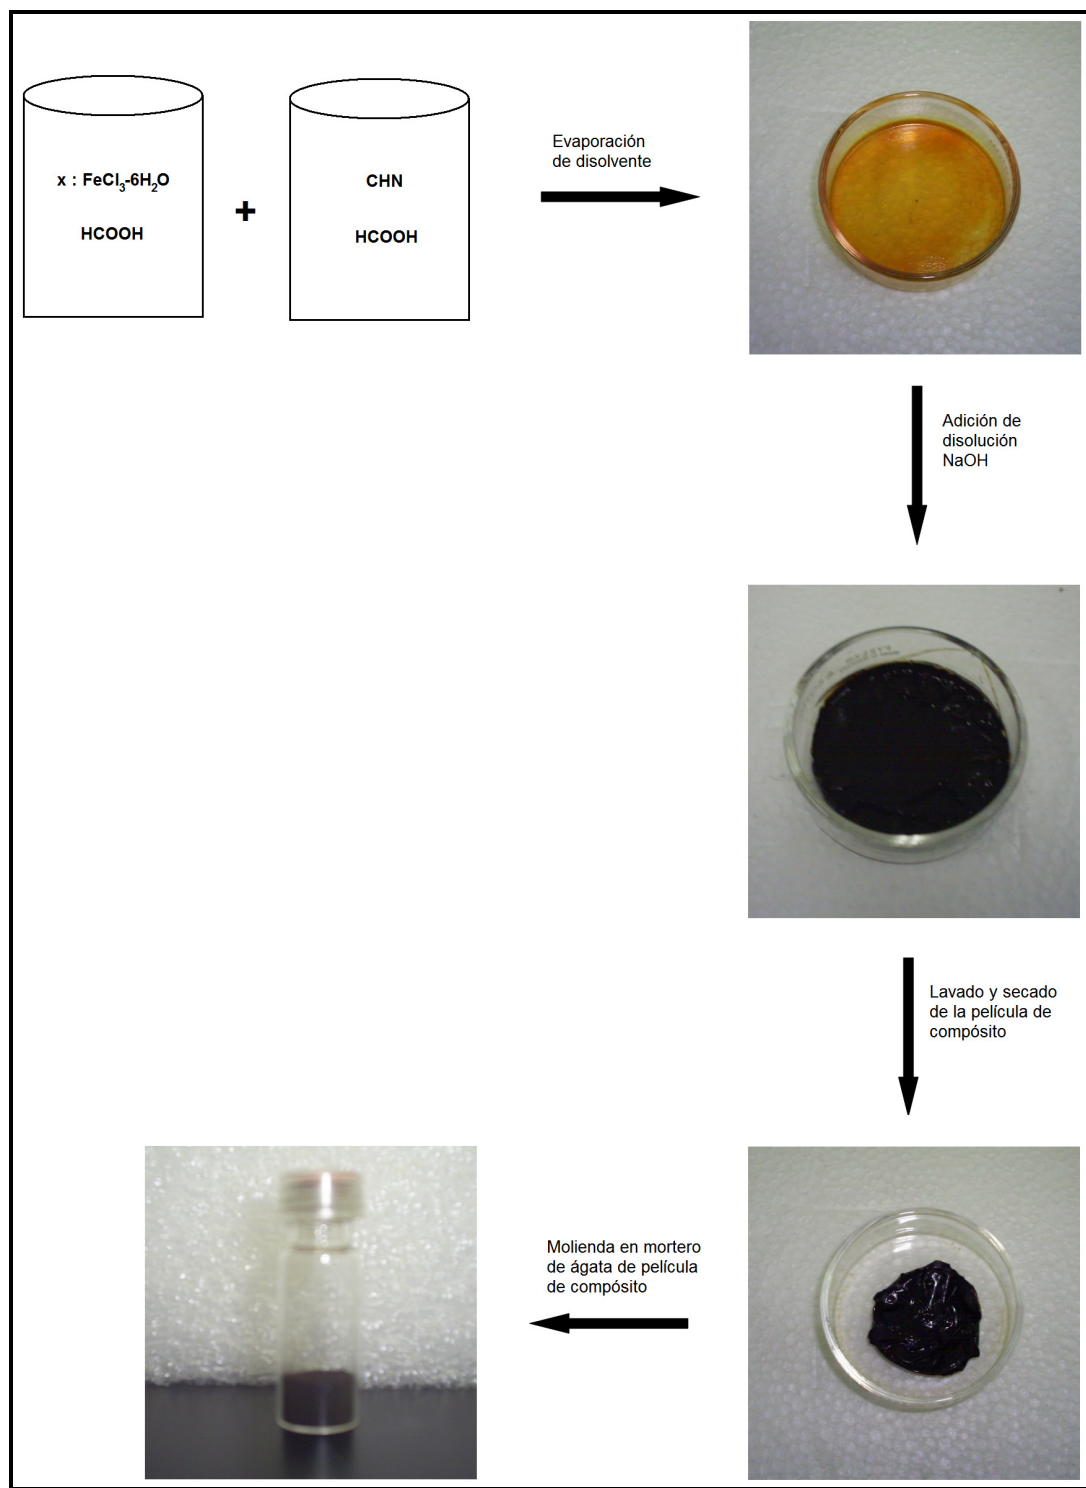 x : FeCl3-6H2O
HCOOH
+
CHN
HCOOH
Evaporación
de disolvente
Adición de
disolución
NaOH
Lavado y secado
de la película de
compósito
Molienda en mortero
de ágata de película
de compósito